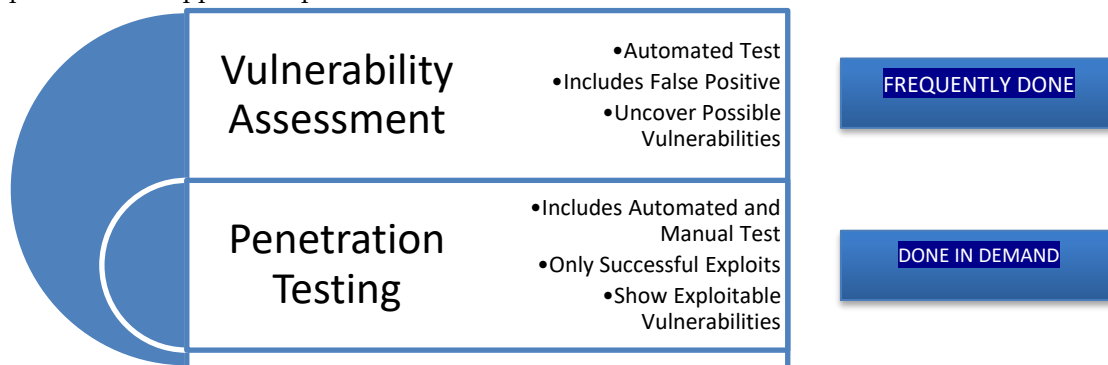 Vulnerability
Assessment
•Automated Test
•Includes False Positive
•Uncover Possible
Vulnerabilities
FREQUENTLY DONE
Penetration
Testing
•Includes Automated and
Manual Test
•Only Successful Exploits
•Show Exploitable
Vulnerabilities
DONE IN DEMAND